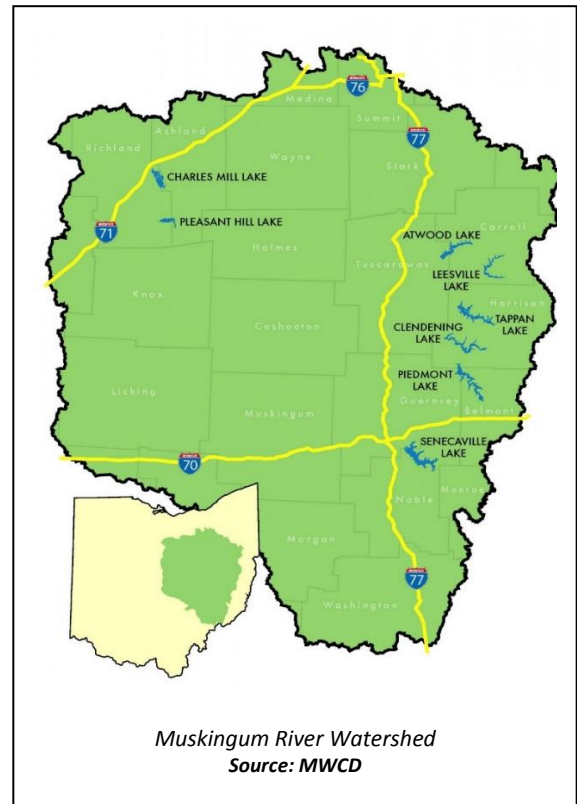 76
Medina
Summit
77
Ashland
Richland
Wayne
Stark
CHARLES MILL LAKE
PLEASANT HILL LAKE
71
Carroll
ATWOOD LAKE
Holmes
Tuscarawas
LEESVILLE
LAKE
Knox
Harrison
TAPPAN
LAKE
Coshocton
CLENDENING
LAKE
PIEDMONT
LAKE
Licking
Muskingum
Guernsey
Belmont
SENECAVILLE
LAKE
70
Noble
Monroe
Morgan
77
Washington
Muskingum River Watershed
Source: MWCD